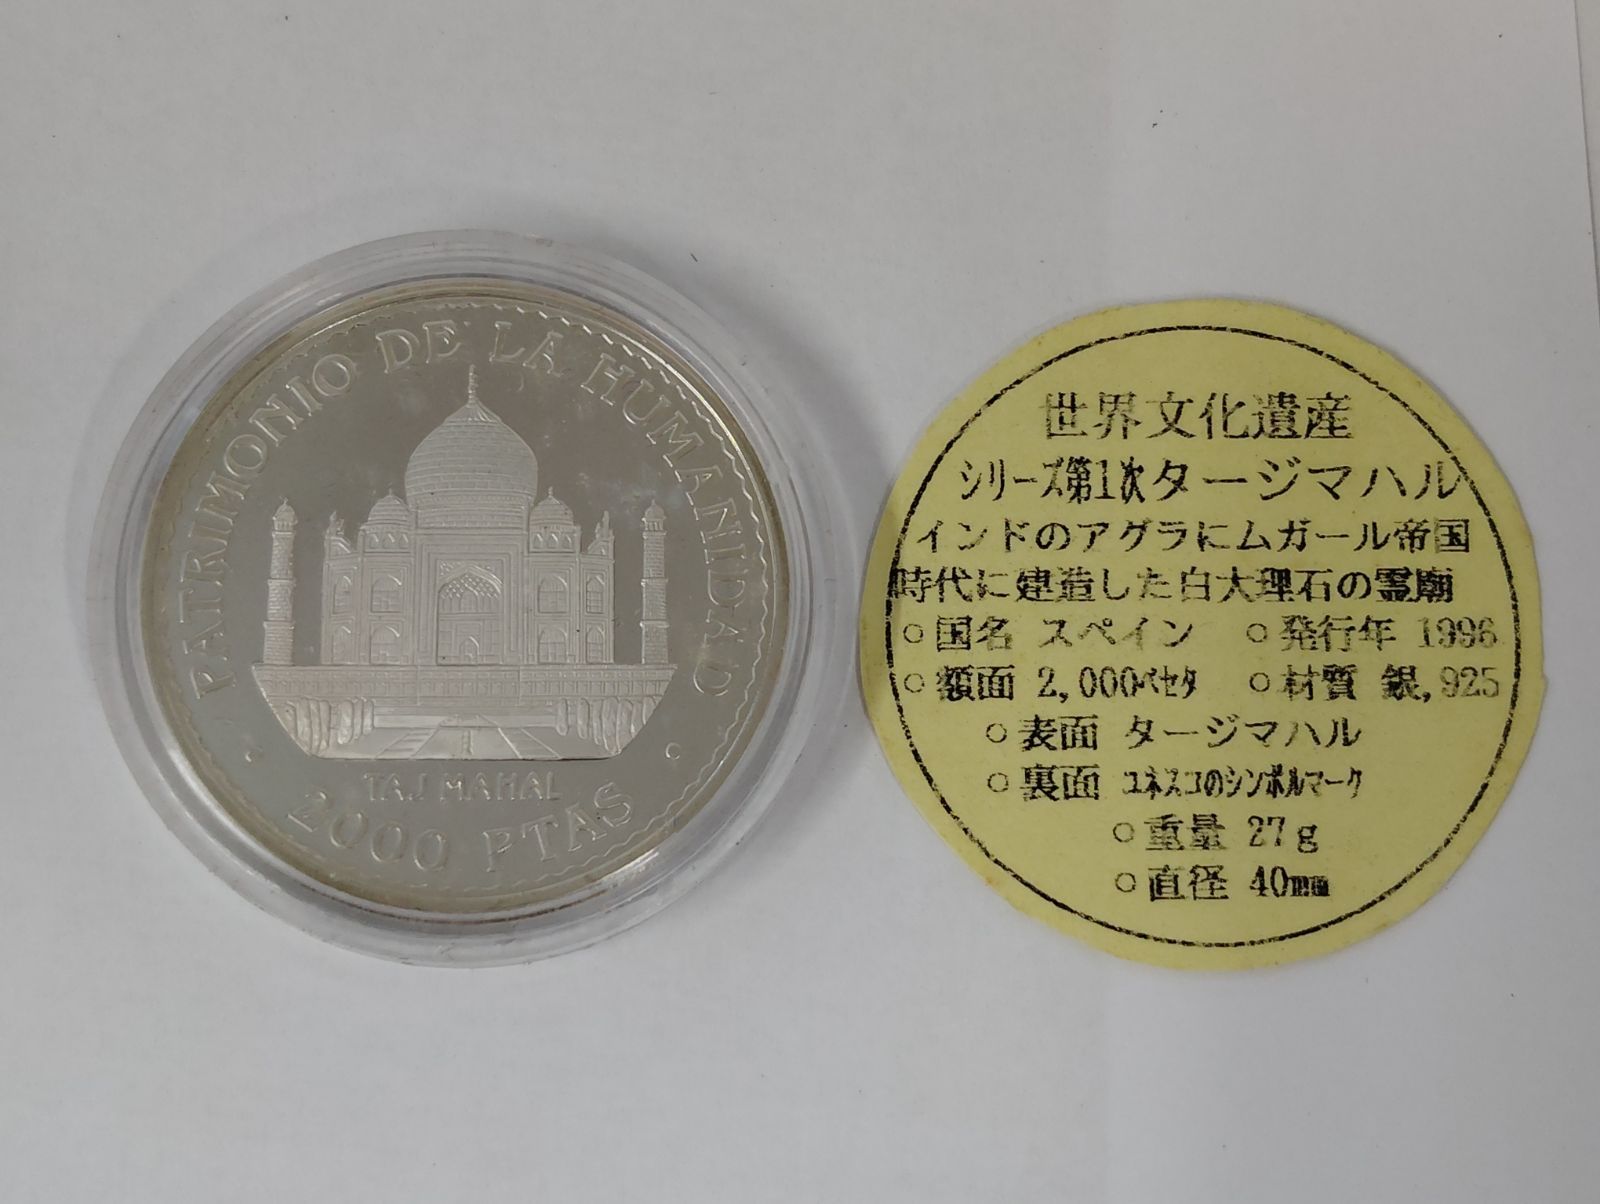 PATRIMONIO DE LA HUMANIDAD
TAJ MAHAL
2000 PTAS
世界文化遺産
シリーズ第1次タージマハル
インドのアグラにムガール帝国
時代に建造した白大理石の霊廟
○国名 スペイン ○発行年 1996
○額面 2,000ペセタ ○材質 銀,925
○表面 タージマハル
○裏面 ユネスコのシンボルマーク
○重量 27g
○直径 40mm